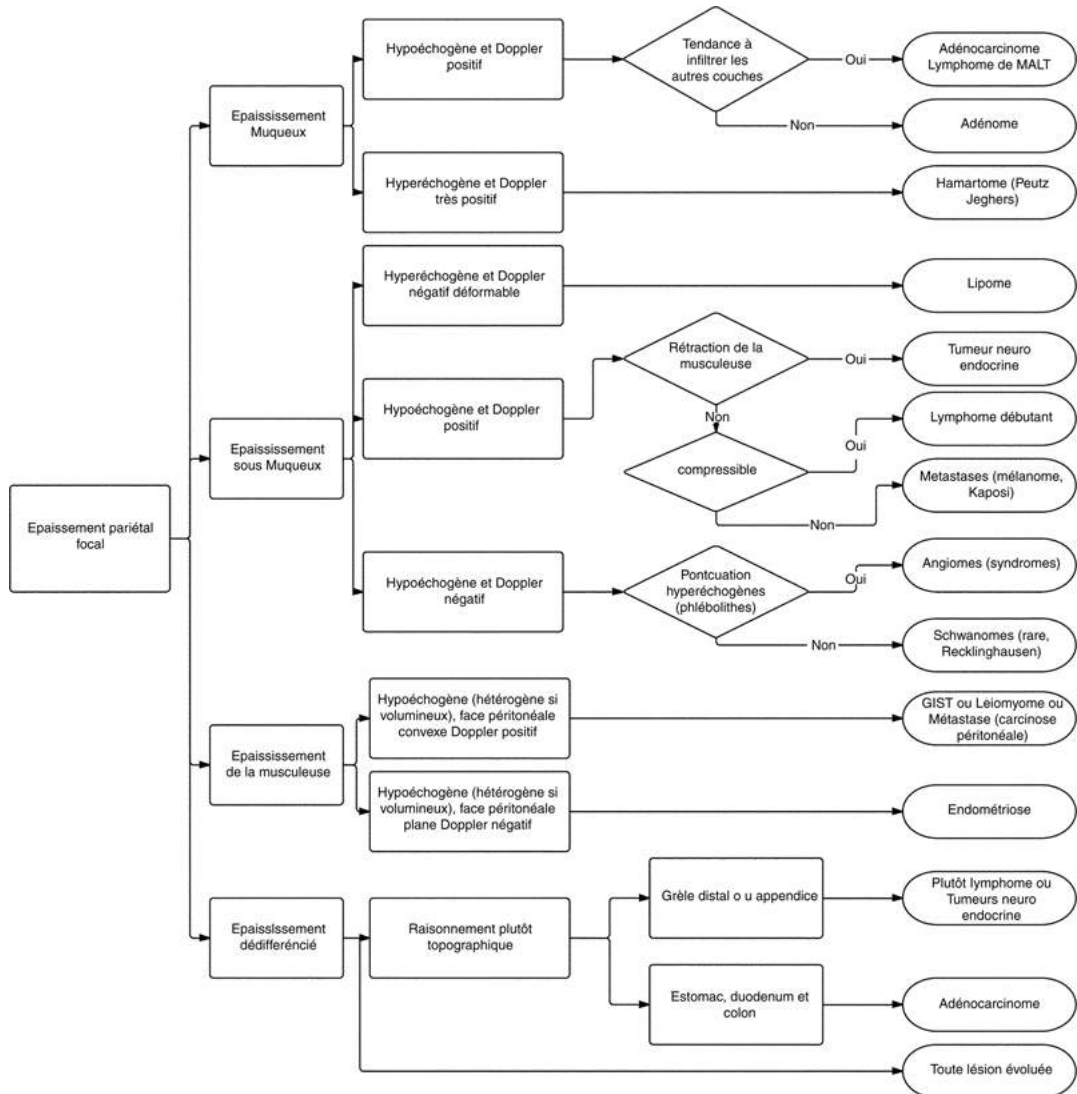 Epaissement pariétal
focal
Epaississement
Muqueux
Hypoéchogène et Doppler
positif
Tendance à
infiltrer les
autres couches
Oui
Adénocarcinome
Lymphome de MALT
Non
Adénome
Hyperéchogène et Doppler
très positif
Hamartome (Peutz
Jeghers)
Epaississement
sous Muqueux
Hyperéchogène et Doppler
négatif déformable
Lipome
Hypoéchogène et Doppler
positif
Rétraction de la
musculeuse
Oui
Tumeur neuro
endocrine
Non
compressible
Oui
Lymphome débutant
Non
Metastases (mélanome,
Kaposi)
Hypoéchogène et Doppler
négatif
Pontcuation
hyperéchogènes
(phlébolithes)
Oui
Angiomes (syndromes)
Non
Schwanomes (rare,
Recklinghausen)
Epaississement
de la musculeuse
Hypoéchogène (hétérogène si
volumineux), face péritonéale
convexe Doppler positif
GIST ou Leiomyome ou
Métastase (carcinose
péritonéale)
Hypoéchogène (hétérogène si
volumineux), face péritonéale
plane Doppler négatif
Endométriose
EpaissIssement
dédifferéncié
Raisonnement plutôt
topographique
Grèle distal o u appendice
Plutôt lymphome ou
Tumeurs neuro
endocrine
Estomac, duodenum et
colon
Adénocarcinome
Toute lésion évoluée